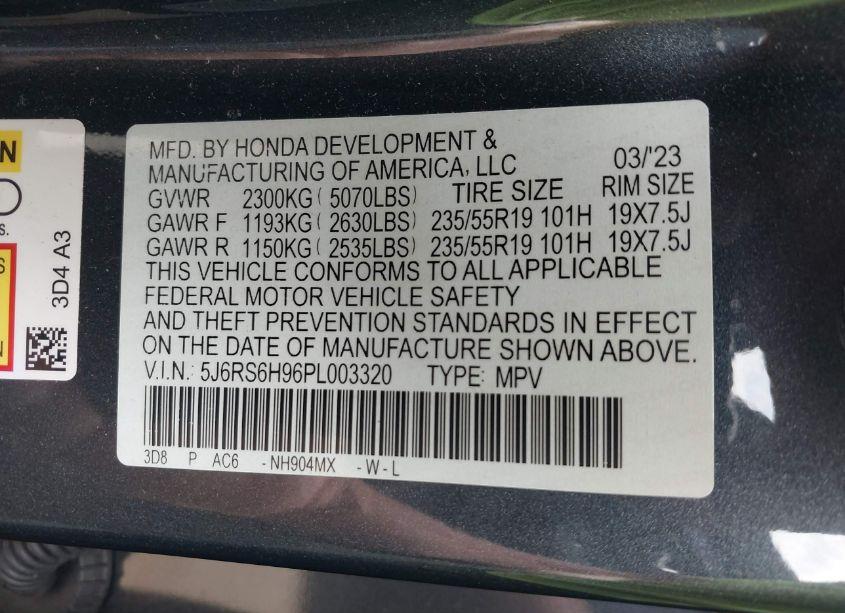 N
s.
S
N
3D4 A3
MFD. BY HONDA DEVELOPMENT &
MANUFACTURING OF AMERICA, LLC 03/'23
GVWR 2300KG( 5070LBS) TIRE SIZE RIM SIZE
GAWR F 1193KG( 2630LBS) 235/55R19 101H 19X7.5J
GAWR R 1150KG( 2535LBS) 235/55R19 101H 19X7.5J
THIS VEHICLE CONFORMS TO ALL APPLICABLE
FEDERAL MOTOR VEHICLE SAFETY
AND THEFT PREVENTION STANDARDS IN EFFECT
ON THE DATE OF MANUFACTURE SHOWN ABOVE.
V.I.N.: 5J6RS6H96PL003320 TYPE: MPV
3D8 P AC6 -NH904MX -W-L